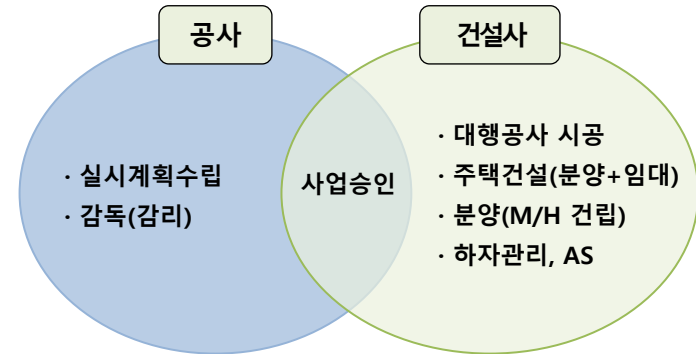 공사
건설사
· 실시계획수립
· 감독(감리)
사업승인
· 대행공사 시공
· 주택건설(분양+임대)
· 분양(M/H 건립)
· 하자관리, AS